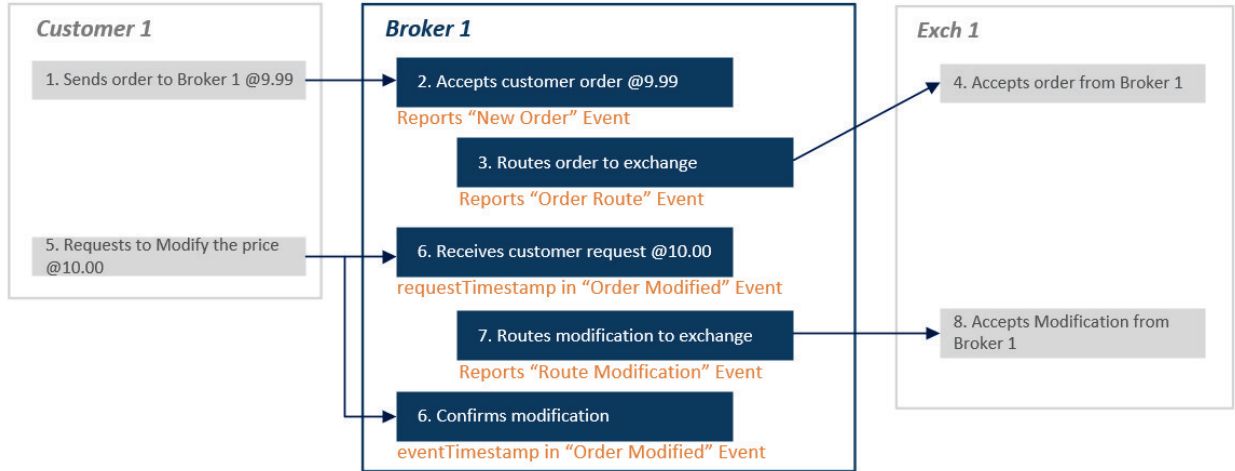 Customer 1
1. Sends order to Broker 1 @9.99
5. Requests to Modify the price
@10.00
Broker 1
2. Accepts customer order @9.99
Reports “New Order” Event
3. Routes order to exchange
Reports “Order Route” Event
6. Receives customer request @10.00
requestTimestamp in “Order Modified” Event
7. Routes modification to exchange
Reports “Route Modification” Event
6. Confirms modification
eventTimestamp in “Order Modified” Event
Exch 1
4. Accepts order from Broker 1
8. Accepts Modification from
Broker 1